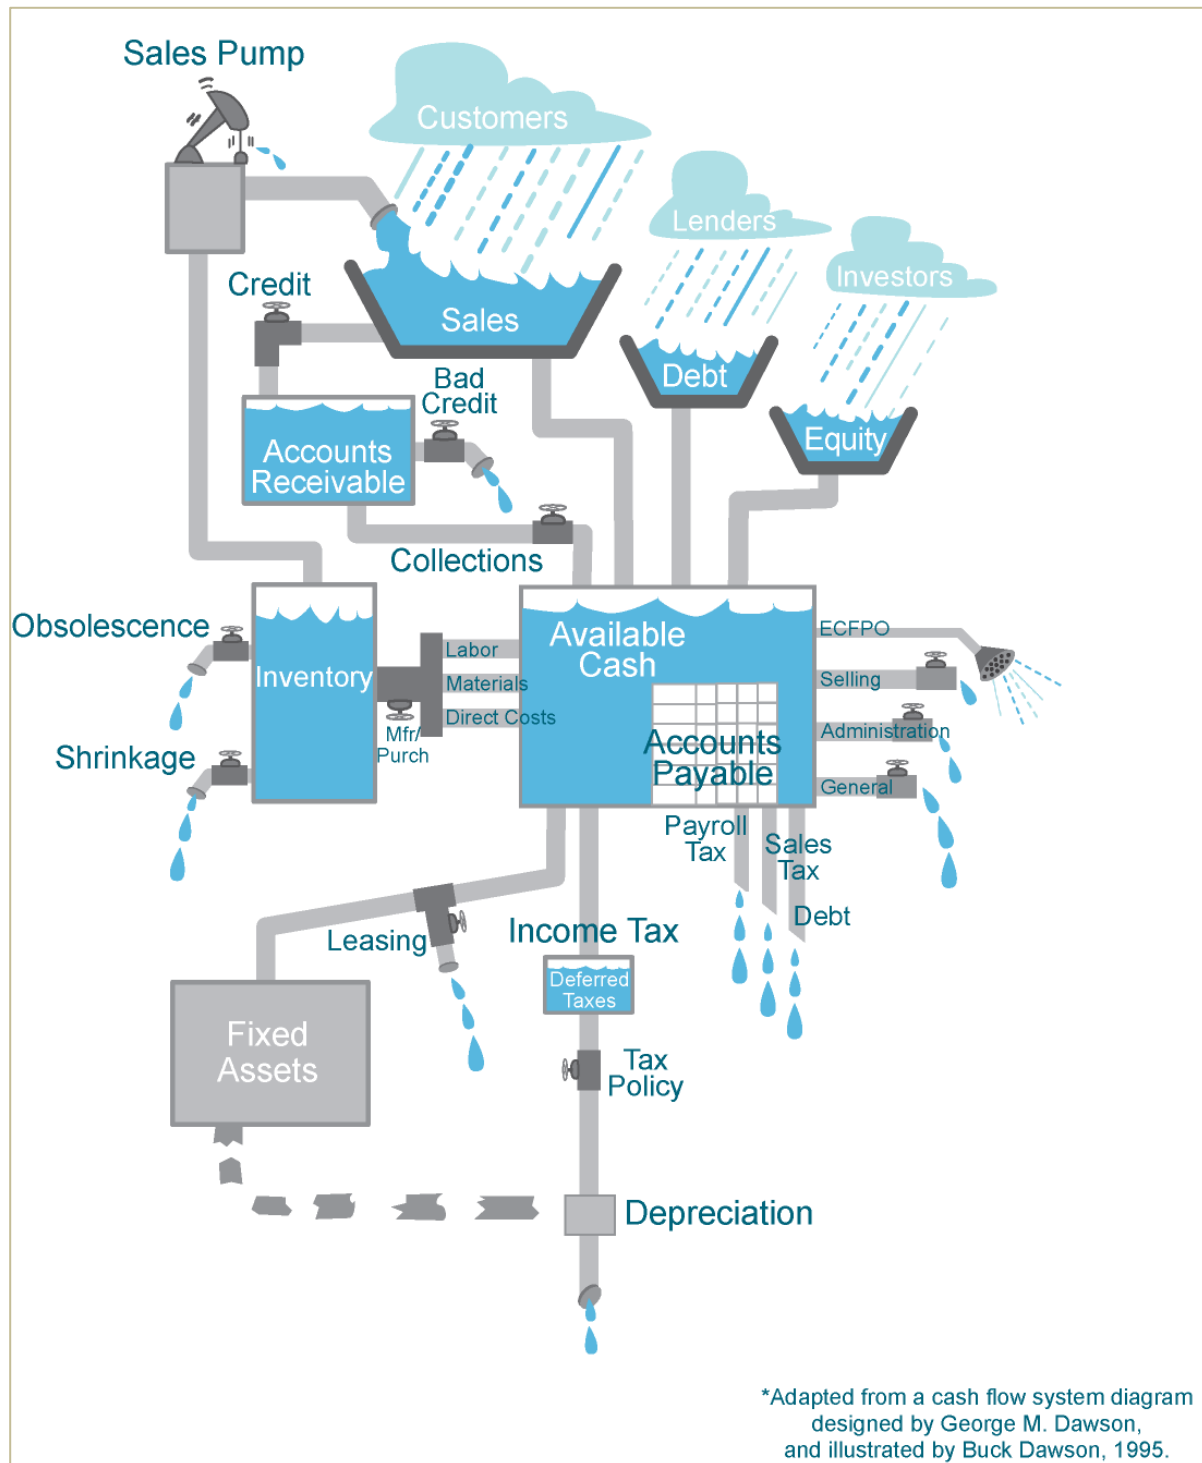 Sales Pump
Customers
Lenders
Investors
Credit
Sales
Bad
Credit
Debt
Equity
Accounts
Receivable
Collections
Obsolescence
Inventory
Shrinkage
Labor
Materials
Direct Costs
Mfr/
Purch
Available
Cash
Accounts
Payable
ECFPO
Selling
Administration
General
Payroll
Tax
Sales
Tax
Debt
Leasing
Income Tax
Deferred
Taxes
Fixed
Assets
Tax
Policy
Depreciation
*Adapted from a cash flow system diagram
designed by George M. Dawson,
and illustrated by Buck Dawson, 1995.